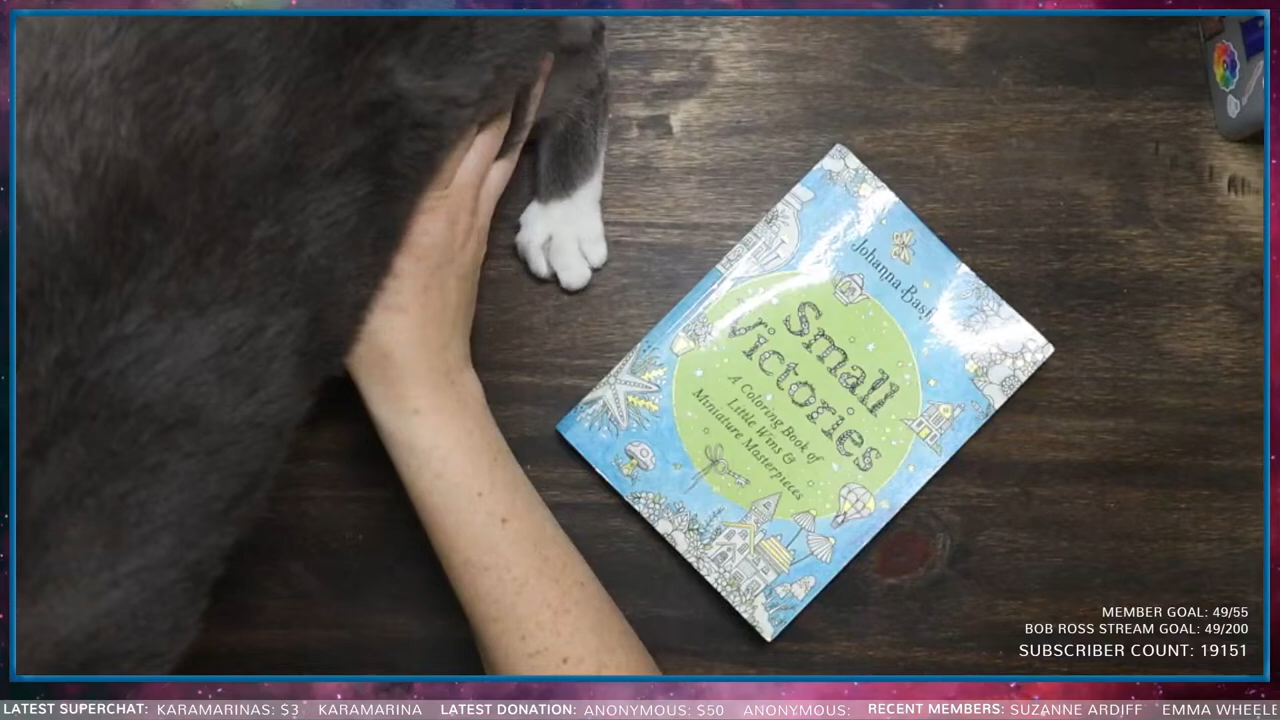 Johanna Basf
Small
Victories
A Coloring Book of
Little Wins &
Miniature Masterpieces
MEMBER GOAL: 49/55
BOB ROSS STREAM GOAL: 49/200
SUBSCRIBER COUNT: 19151
LATEST SUPERCHAT: KARAMARINAS: $3 KARAMARINA LATEST DONATION: ANONYMOUS: $50 ANONYMOUS: RECENT MEMBERS: SUZANNE ARDIFF EMMA WHEELE